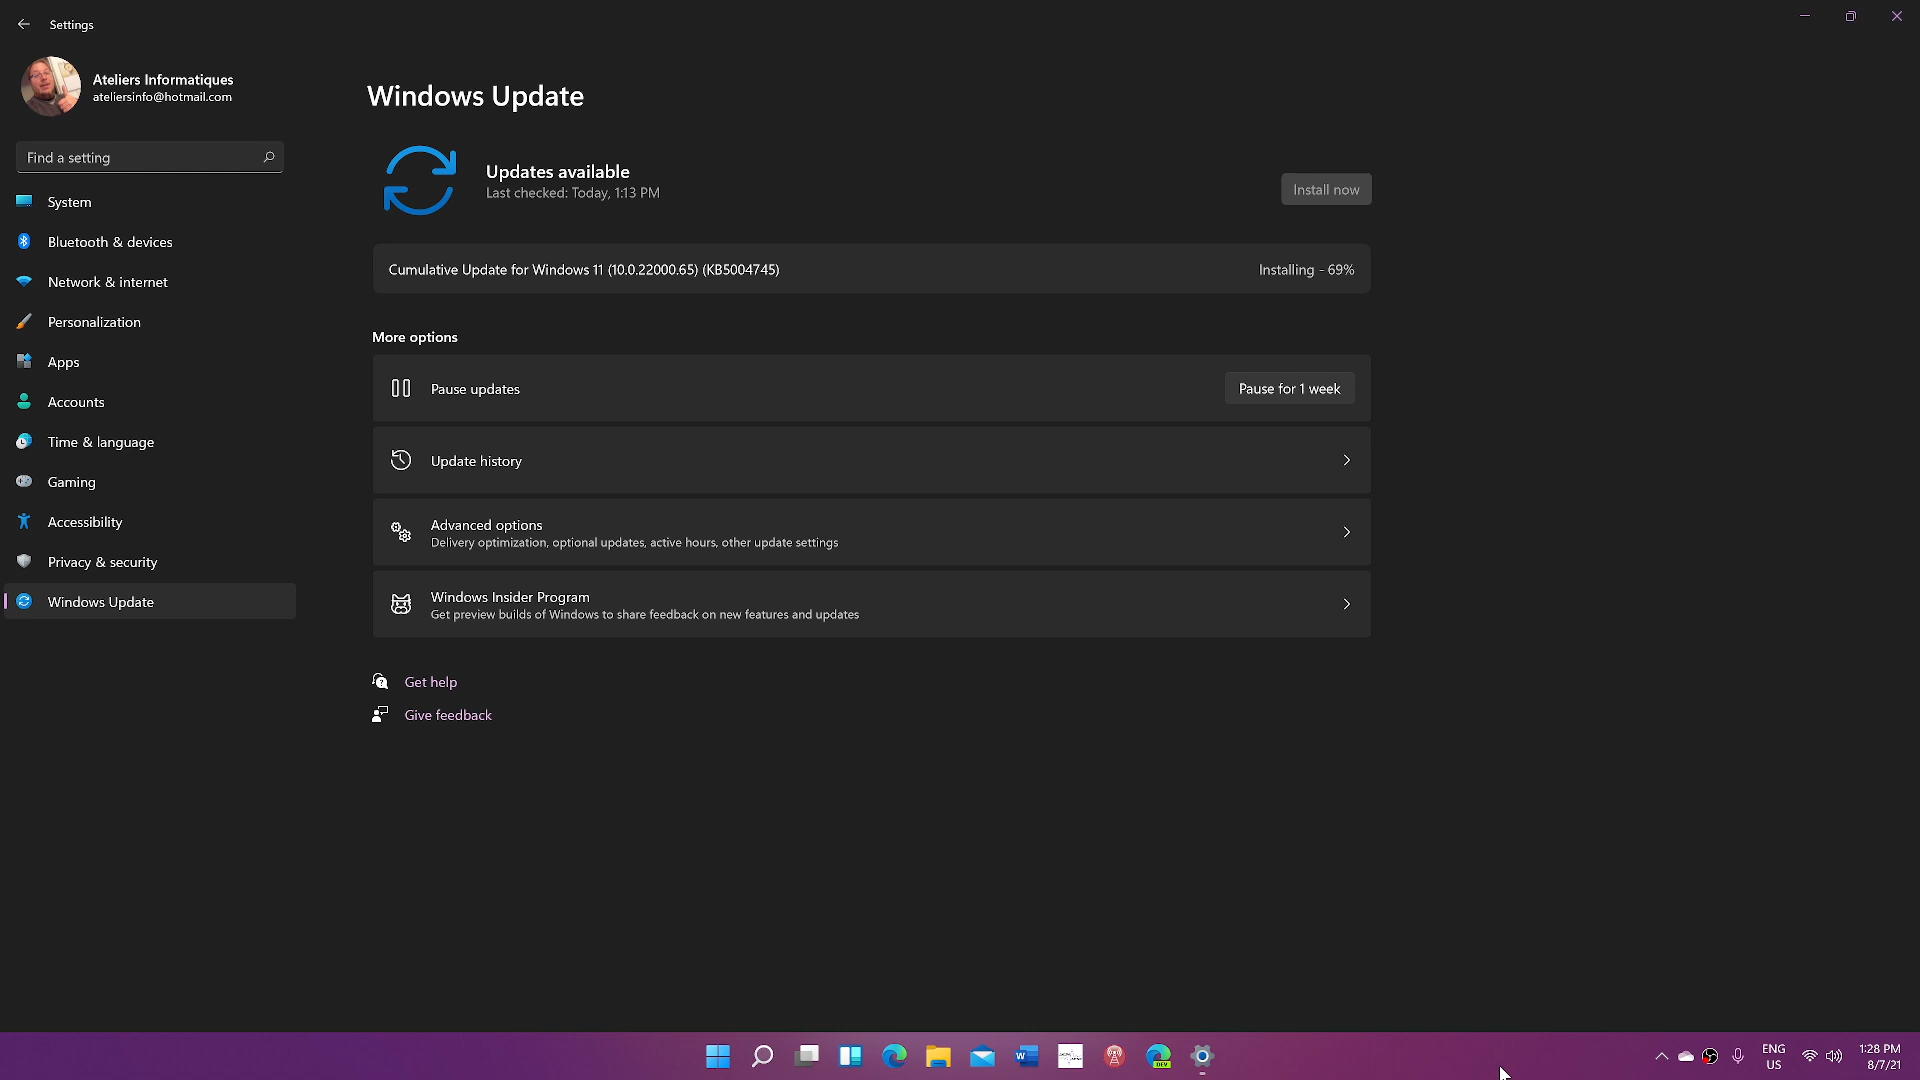 Settings
Ateliers Informatiques
ateliersinfo@hotmail.com
Find a setting
System
Bluetooth & devices
Network & internet
Personalization
Apps
Accounts
Time & language
Gaming
Accessibility
Privacy & security
Windows Update
Windows Update
Updates available
Last checked: Today, 1:13 PM
Install now
Cumulative Update for Windows 11 (10.0.22000.65) (KB5004745)
Installing - 69%
More options
Pause updates
Pause for 1 week
Update history
Advanced options
Delivery optimization, optional updates, active hours, other update settings
Windows Insider Program
Get preview builds of Windows to share feedback on new features and updates
Get help
Give feedback
W
DEV
ENG
US
1:28 PM
8/7/21